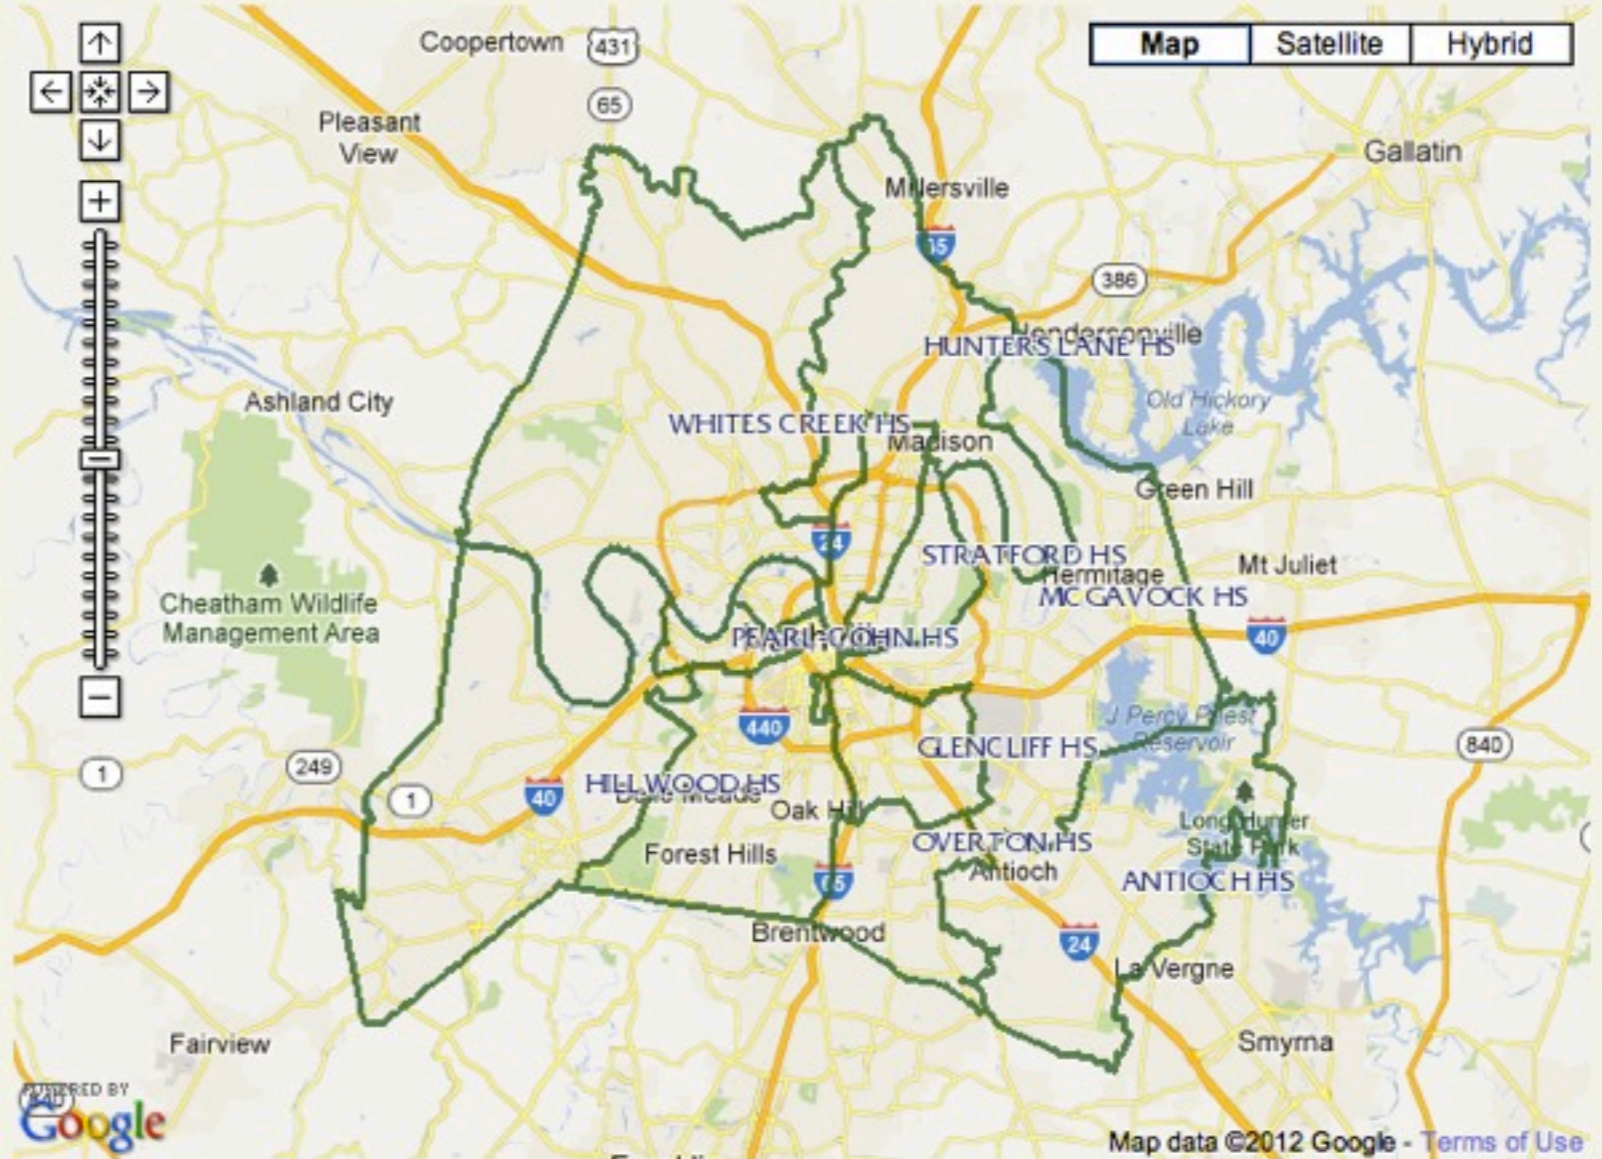 Coopertown
431
Map
Satellite
Hybrid
65
Pleasant
View
Gallatin
Millersville
65
386
Hendersonville
HUNTERS LANE HS
Ashland City
Old Hickory
Lake
WHITES CREEK HS
Madison
Green Hill
24
STRATFORD HS
Hermitage
Mt Juliet
MCGAVOCK HS
Cheatham Wildlife
Management Area
PEARL-COHN HS
40
J Percy Priest
Reservoir
440
GLENCLIFF HS
840
249
1
1
40
HILLWOOD HS
Belle Meade
Oak Hill
Long Hunter
State Park
OVERTON HS
Forest Hills
Antioch
ANTIOCH HS
65
Brentwood
24
La Vergne
Fairview
Smyrna
POWERED BY
Google
Map data ©2012 Google - Terms of Use